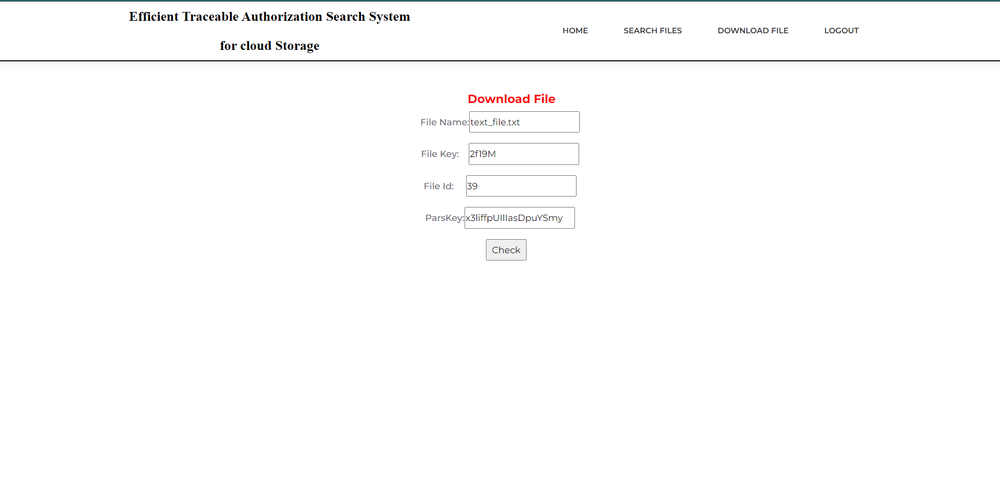 Efficient Traceable Authorization Search System
for cloud Storage
HOME SEARCH FILES DOWNLOAD FILE LOGOUT
Download File
File Name: text_file.txt
File Key: 2f19M
File Id: 39
ParsKey: x3liffpUIlIasDpuYSmy
Check